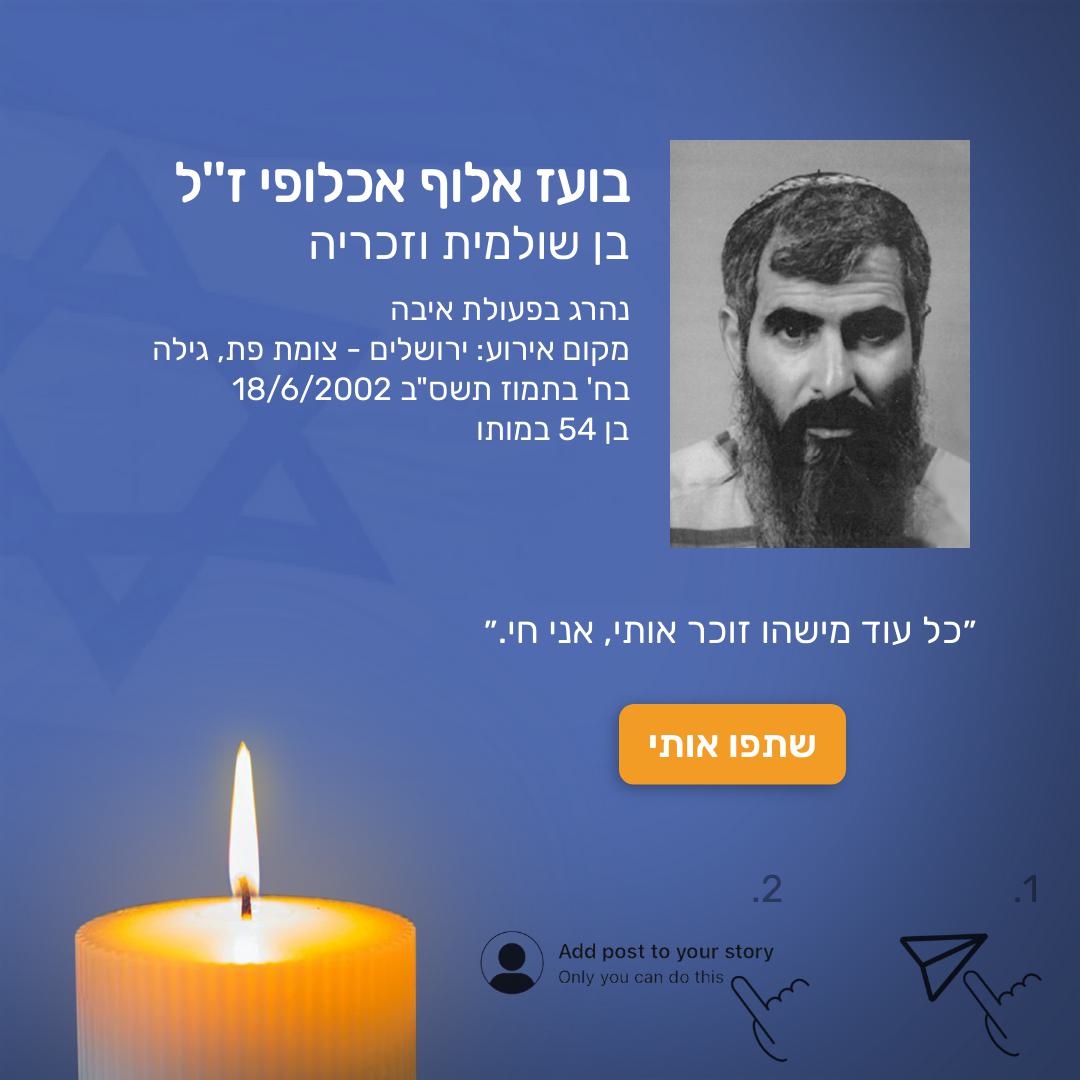 בועז אלוף אכלופי ז"ל
בן שולמית וזכריה
נהרג בפעולת איבה
מקום אירוע: ירושלים - צומת פת, גילה
בח' בתמוז תשס"ב 18/6/2002
בן 54 במותו
״כל עוד מישהו זוכר אותי, אני חי.״
שתפו אותי
1.
2.
Add post to your story
Only you can do this